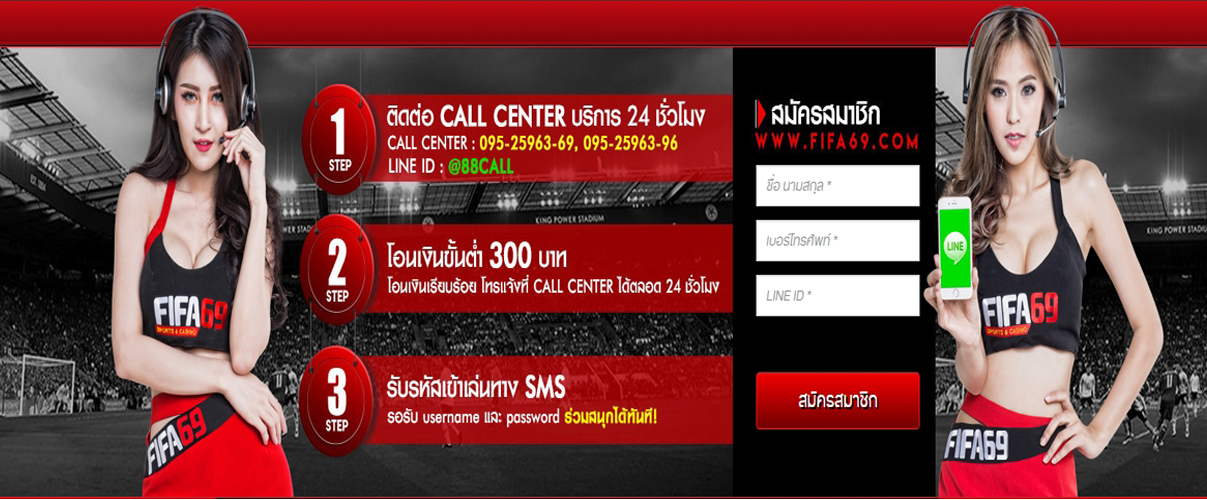 1
STEP
ติดต่อ CALL CENTER บริการ 24 ชั่วโมง
CALL CENTER : 095-25963-69, 095-25963-96
LINE ID : @88CALL
2
STEP
โอนเงินขั้นต่ำ 300 บาท
โอนเงินเรียบร้อย โทรแจ้งที่ CALL CENTER ได้ตลอด 24 ชั่วโมง
3
STEP
รับรหัสเข้าเล่นทาง SMS
รอรับ username และ password ร่วมสนุกได้ทันที!
สมัครสมาชิก
WWW.FIFA69.COM
ชื่อ นามสกุล *
เบอร์โทรศัพท์ *
LINE ID *
สมัครสมาชิก
FIFA69
SPORTS & CASINO
FIFA69
KING POWER STADIUM
LINE
FIFA69
FIFA69
KING POWER STADIUM